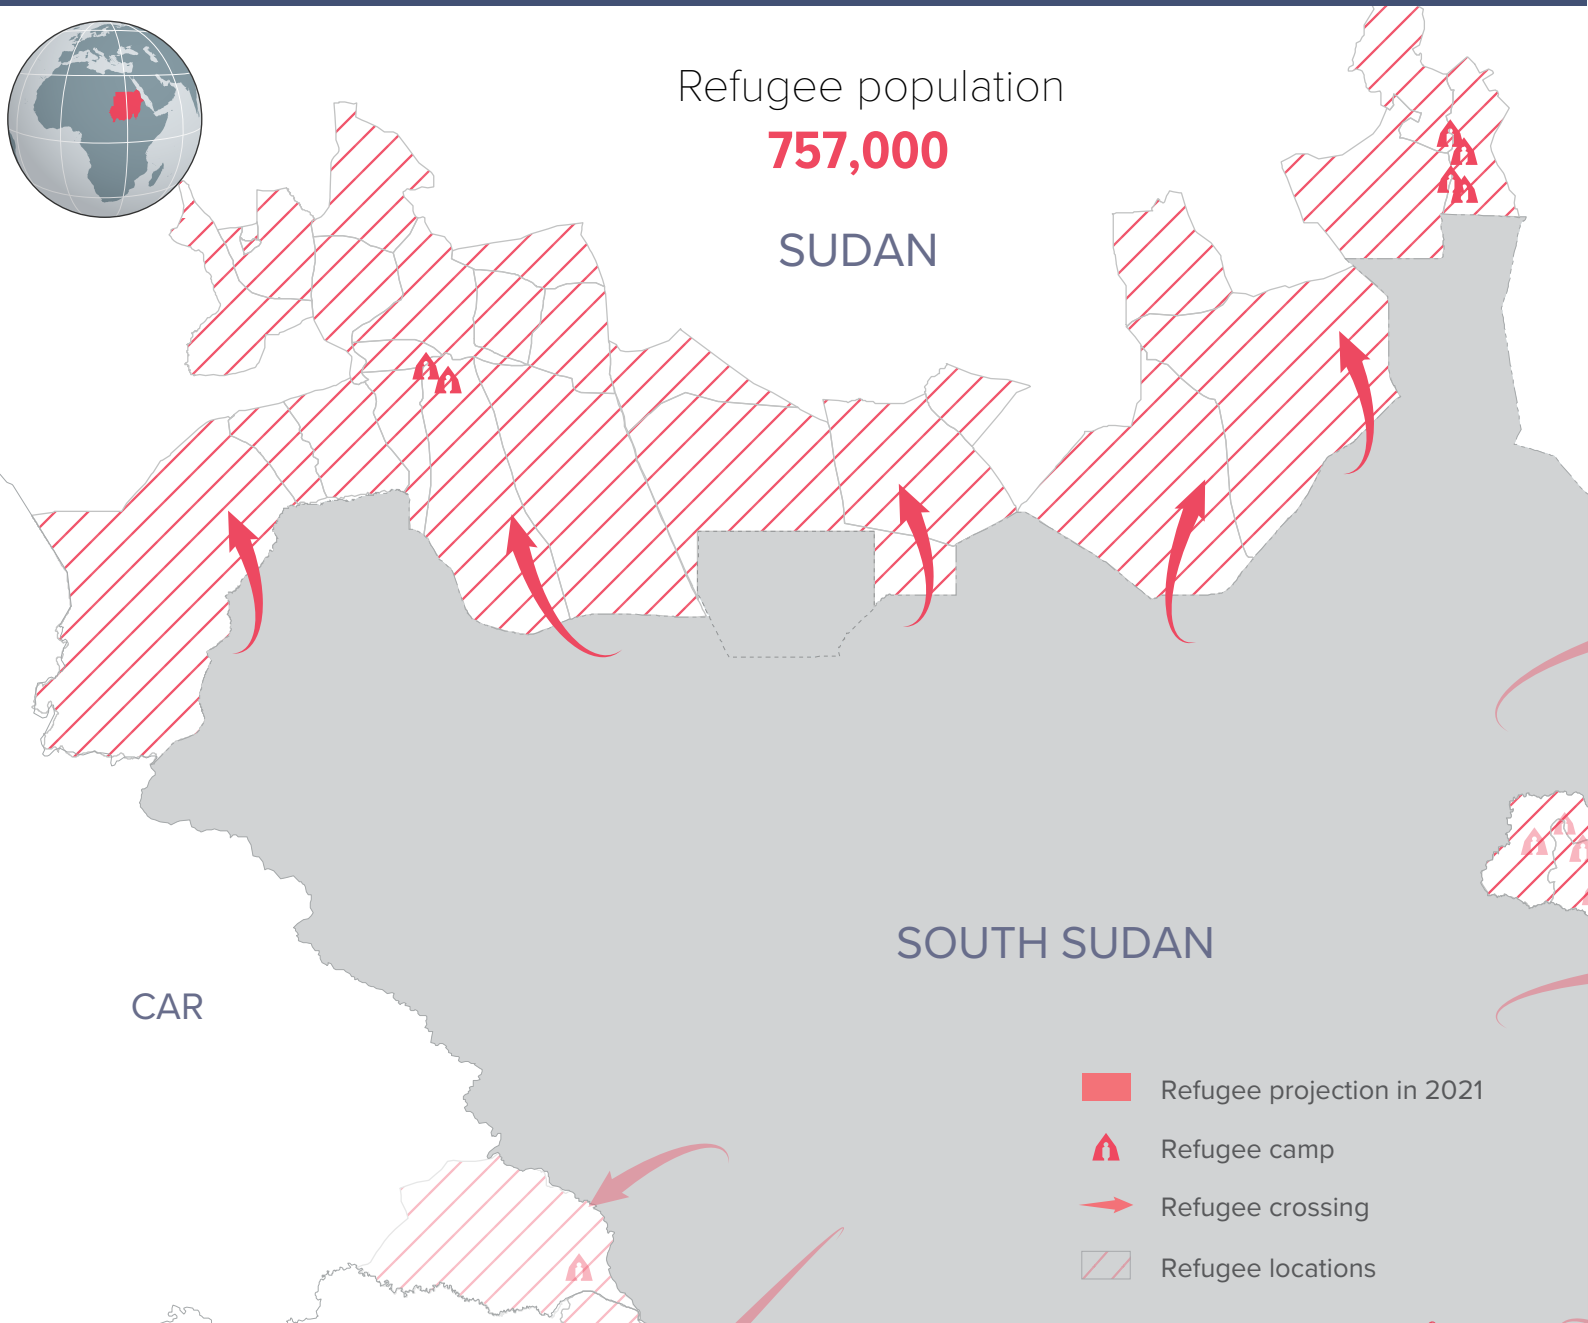 Refugee population
757,000
SUDAN
SOUTH SUDAN
CAR
Refugee projection in 2021
Refugee camp
Refugee crossing
Refugee locations